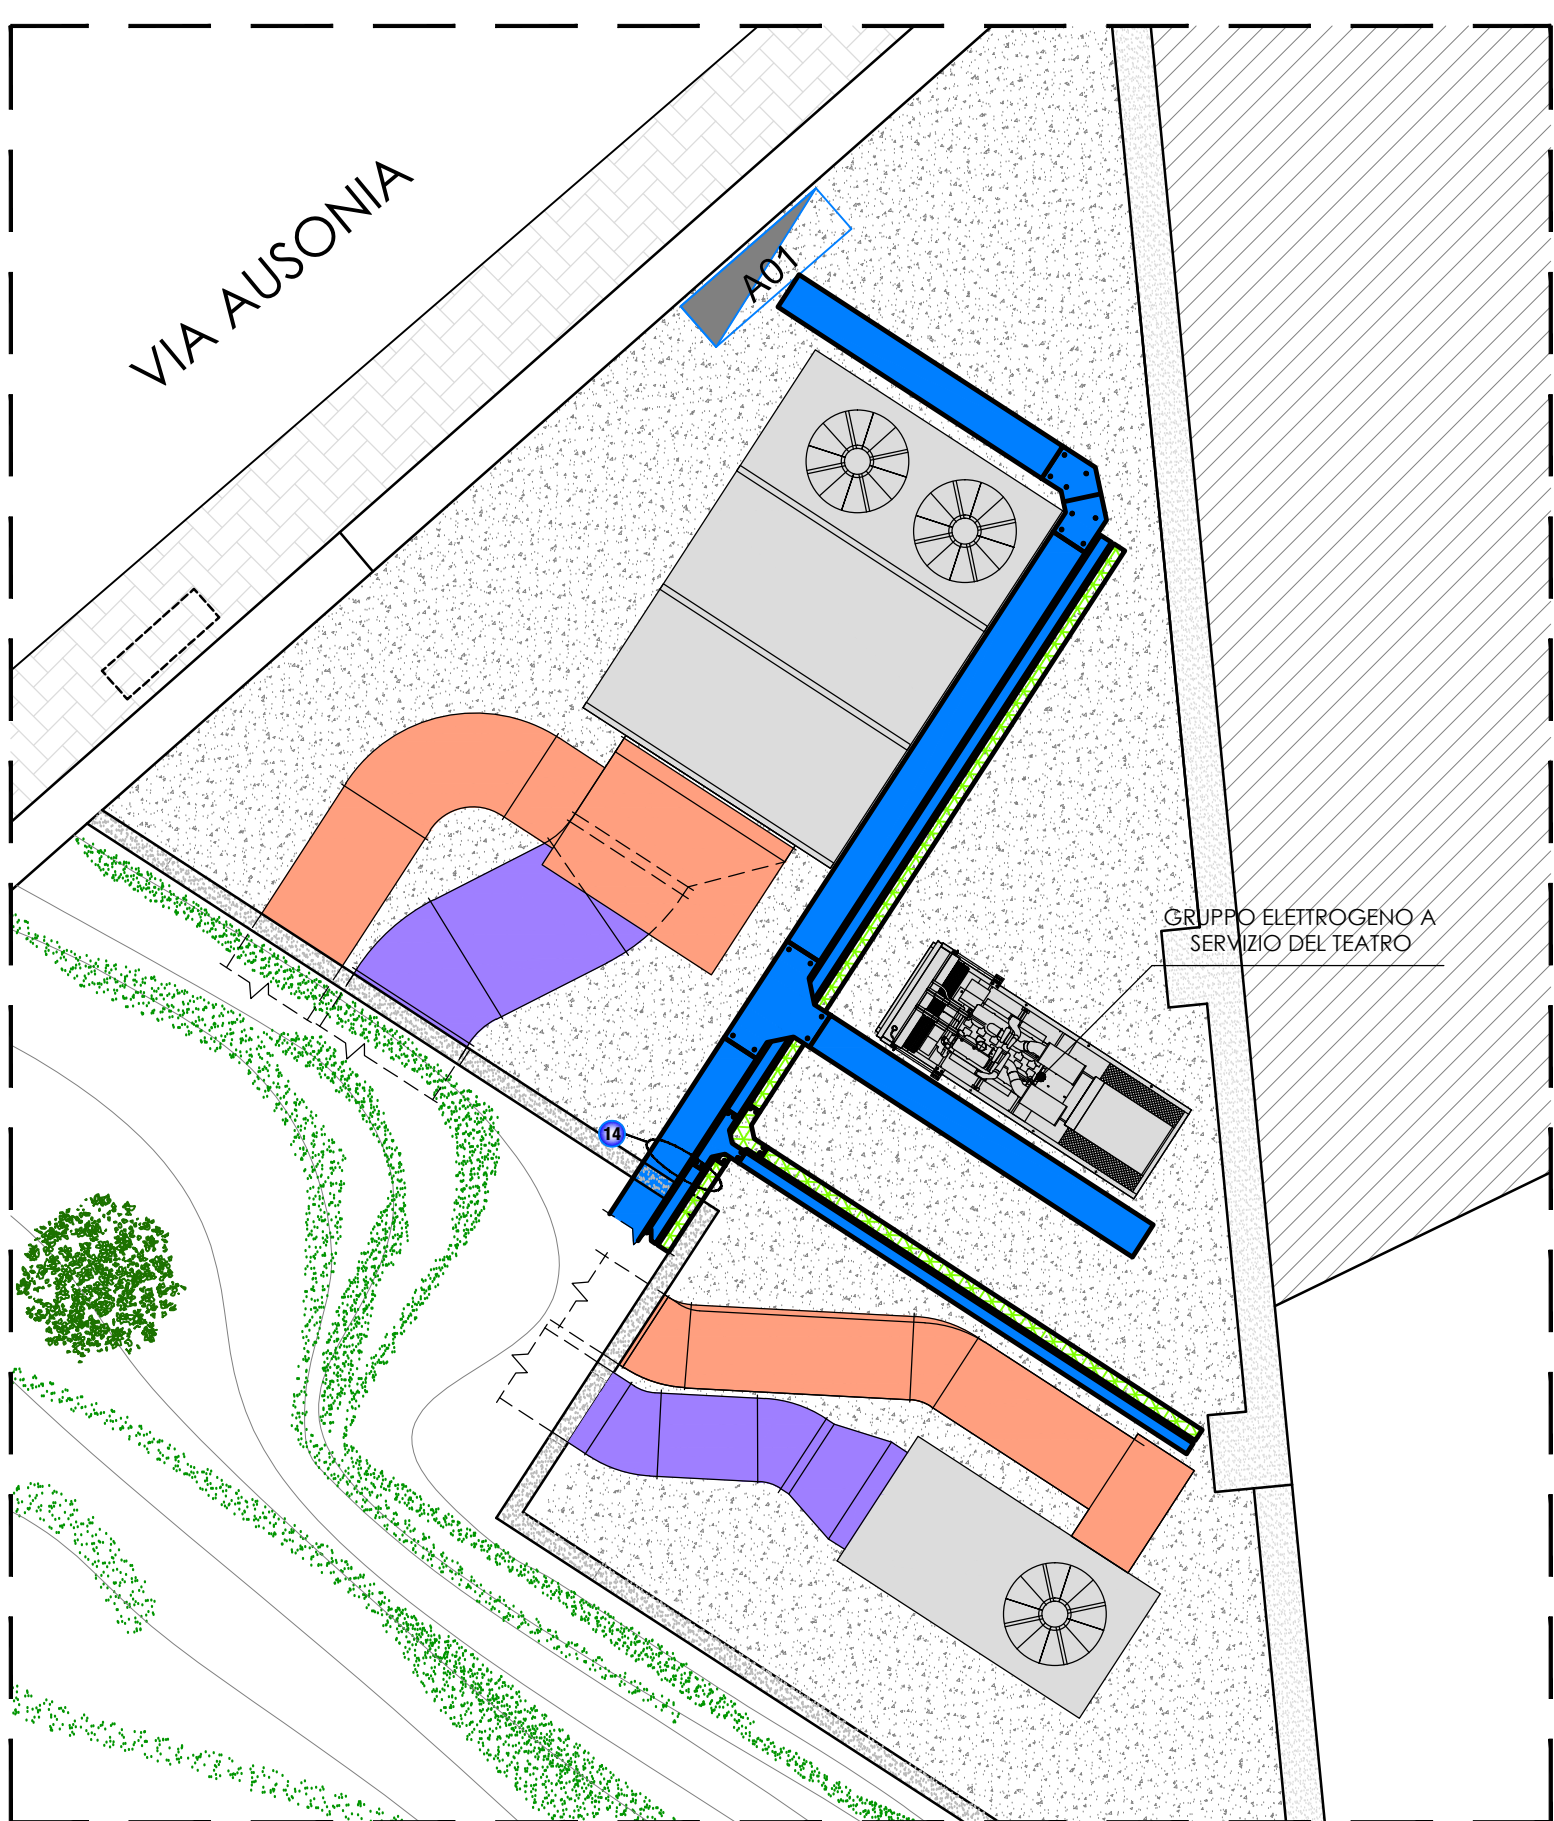 VIA AUSONIA
A01
GRUPPO ELETTROGENO A
SERVIZIO DEL TEATRO
14